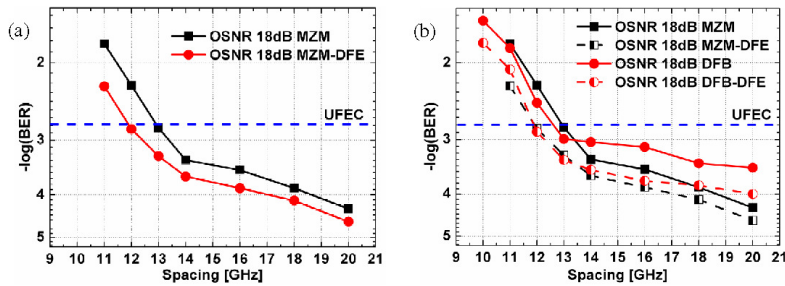 (a)
OSNR 18dB MZM
OSNR 18dB MZM-DFE
UFEC
-log(BER)
2
3
4
5
9 10 11 12 13 14 15 16 17 18 19 20 21
Spacing [GHz]
(b)
OSNR 18dB MZM
OSNR 18dB MZM-DFE
OSNR 18dB DFB
OSNR 18dB DFB-DFE
UFEC
-log(BER)
2
3
4
5
9 10 11 12 13 14 15 16 17 18 19 20 21
Spacing [GHz]